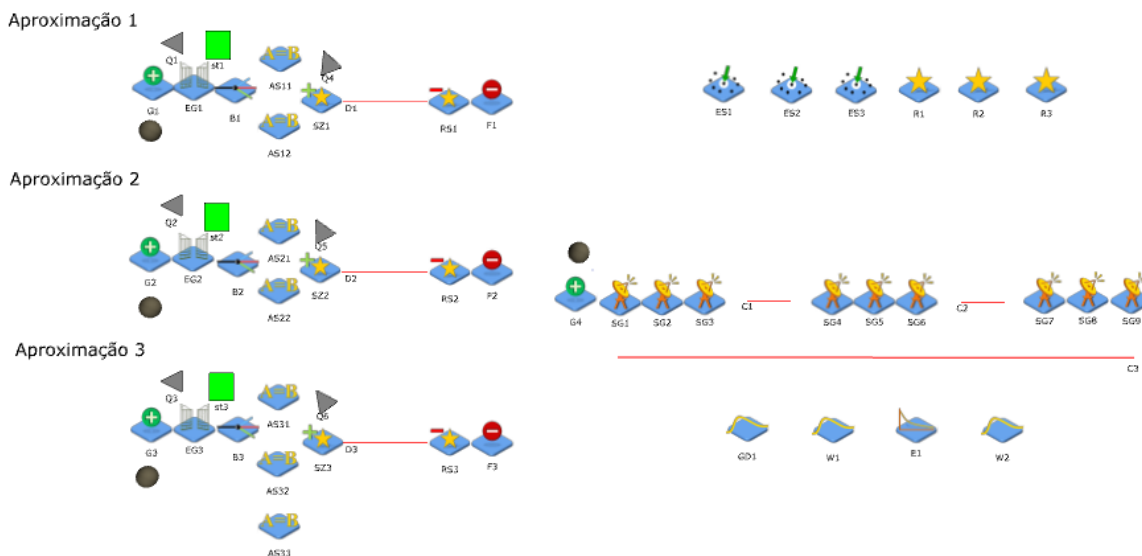 Aproximação 1
Q1
st1
Q4
G1 EG1 B1 AS11 SZ1 D1 RS1 F1
AS12
ES1 ES2 ES3 R1 R2 R3
Aproximação 2
Q2
st2
Q5
G2 EG2 B2 AS21 SZ2 D2 RS2 F2
AS22
G4 SG1 SG2 SG3 C1 SG4 SG5 SG6 C2 SG7 SG8 SG9
C3
Aproximação 3
Q3
st3
Q6
G3 EG3 B3 AS31 SZ3 D3 RS3 F3
AS32
AS33
GD1 W1 E1 W2